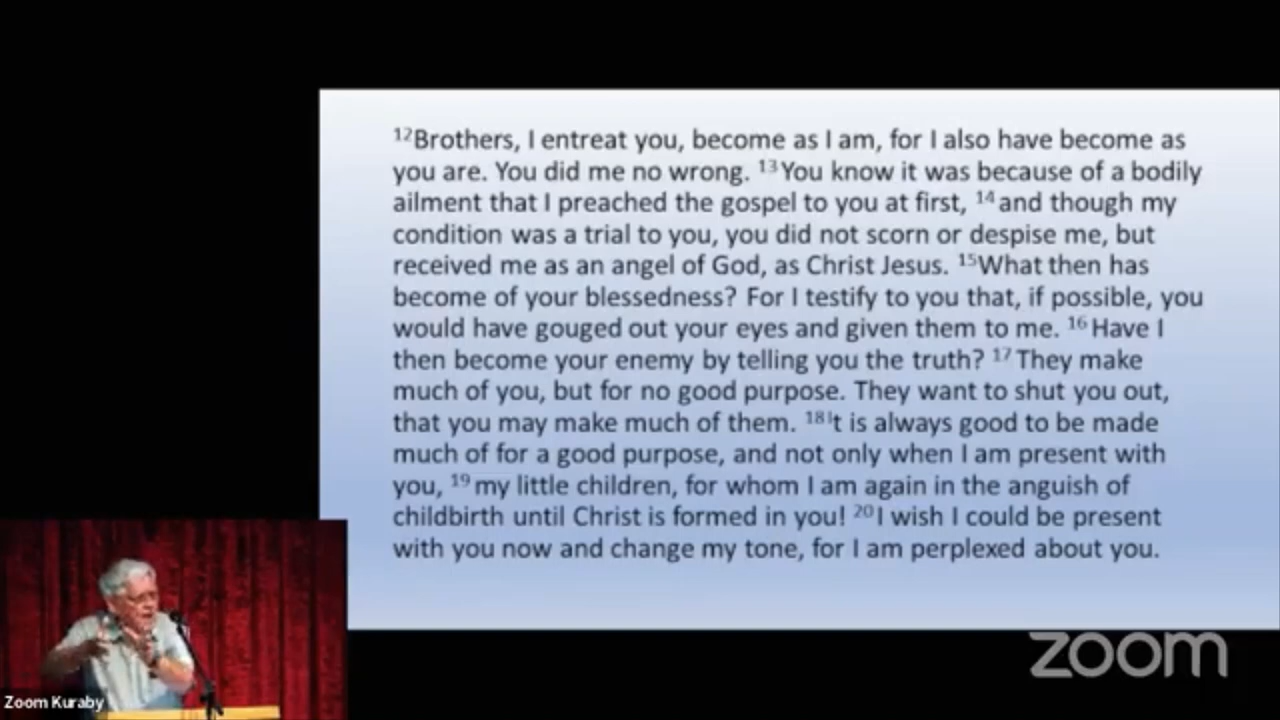 ¹²Brothers, I entreat you, become as I am, for I also have become as
you are. You did me no wrong. ¹³You know it was because of a bodily
ailment that I preached the gospel to you at first, ¹⁴and though my
condition was a trial to you, you did not scorn or despise me, but
received me as an angel of God, as Christ Jesus. ¹⁵What then has
become of your blessedness? For I testify to you that, if possible, you
would have gouged out your eyes and given them to me. ¹⁶Have I
then become your enemy by telling you the truth? ¹⁷They make
much of you, but for no good purpose. They want to shut you out,
that you may make much of them. ¹⁸ᴵt is always good to be made
much of for a good purpose, and not only when I am present with
you, ¹⁹my little children, for whom I am again in the anguish of
childbirth until Christ is formed in you! ²⁰I wish I could be present
with you now and change my tone, for I am perplexed about you.
zoom
Zoom Kuraby